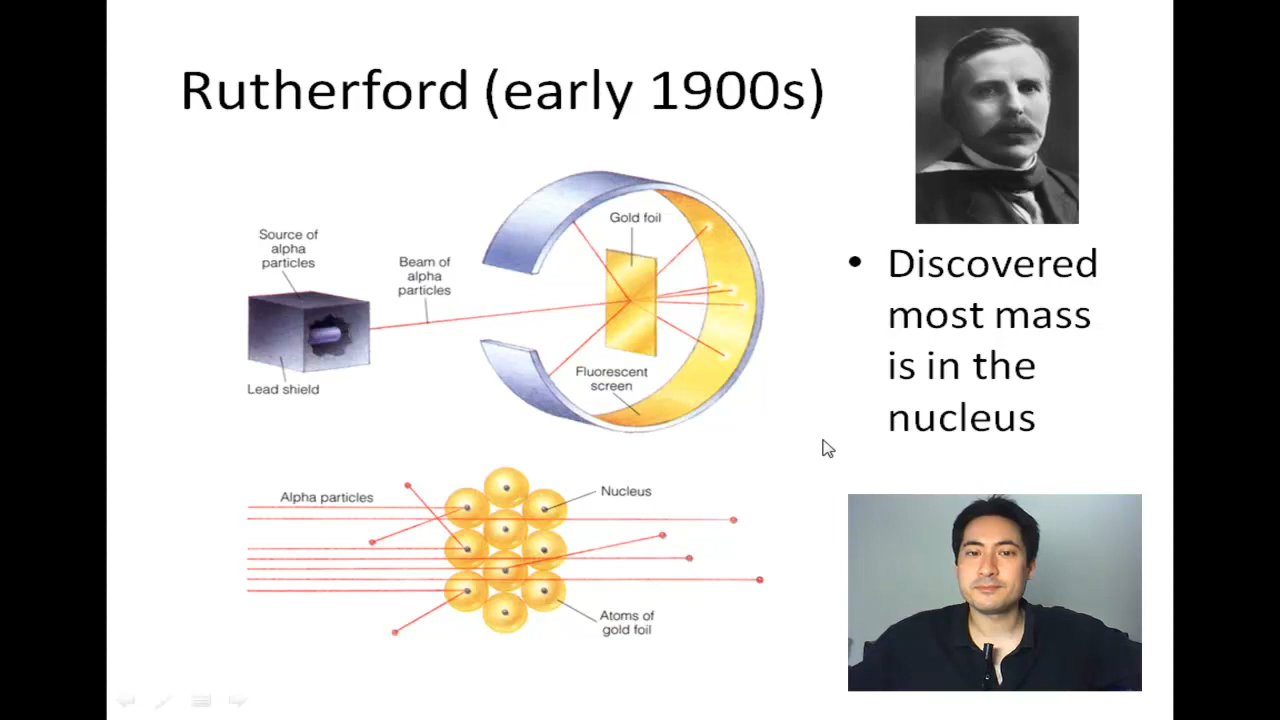 Rutherford (early 1900s)
Source of
alpha
particles
Beam of
alpha
particles
Gold foil
Lead shield
Fluorescent
screen
• Discovered
most mass
is in the
nucleus
Alpha particles
Nucleus
Atoms of
gold foil